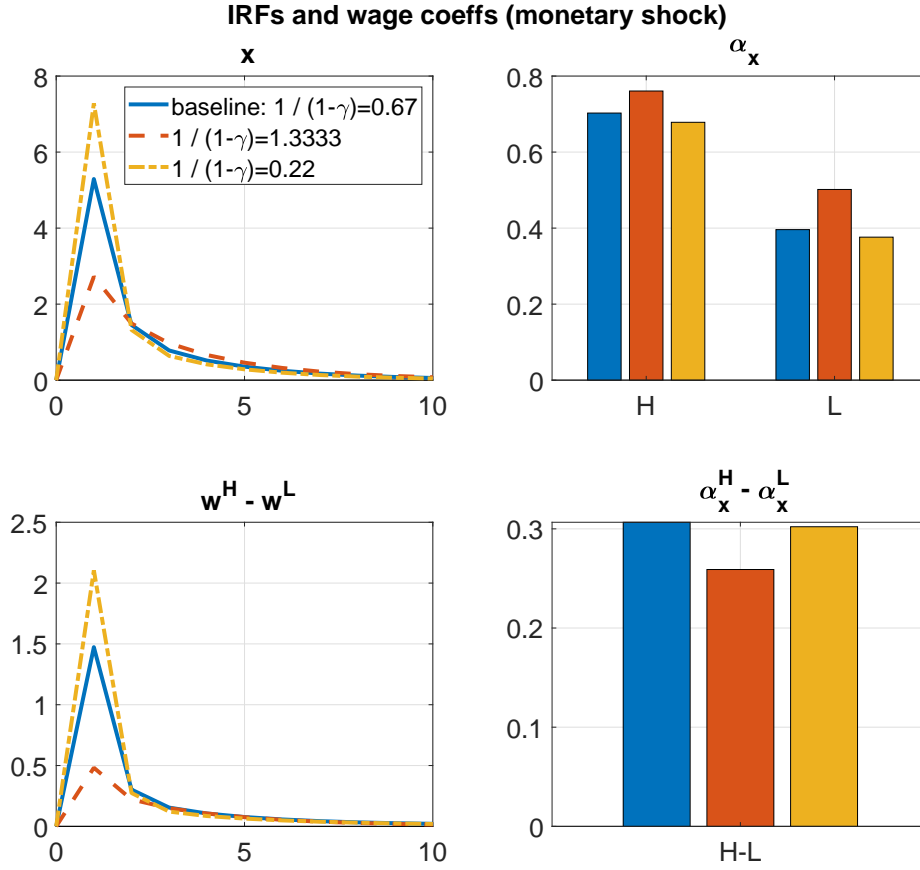 IRFs and wage coeffs (monetary shock)
x
8
6
4
2
0
0
5
10
baseline: 1 / (1-γ)=0.67
1 / (1-γ)=1.3333
1 / (1-γ)=0.22
α_x
0.8
0.6
0.4
0.2
0
H
L
w^H - w^L
2.5
2
1.5
1
0.5
0
0
5
10
α_x^H - α_x^L
0.3
0.2
0.1
0
H-L